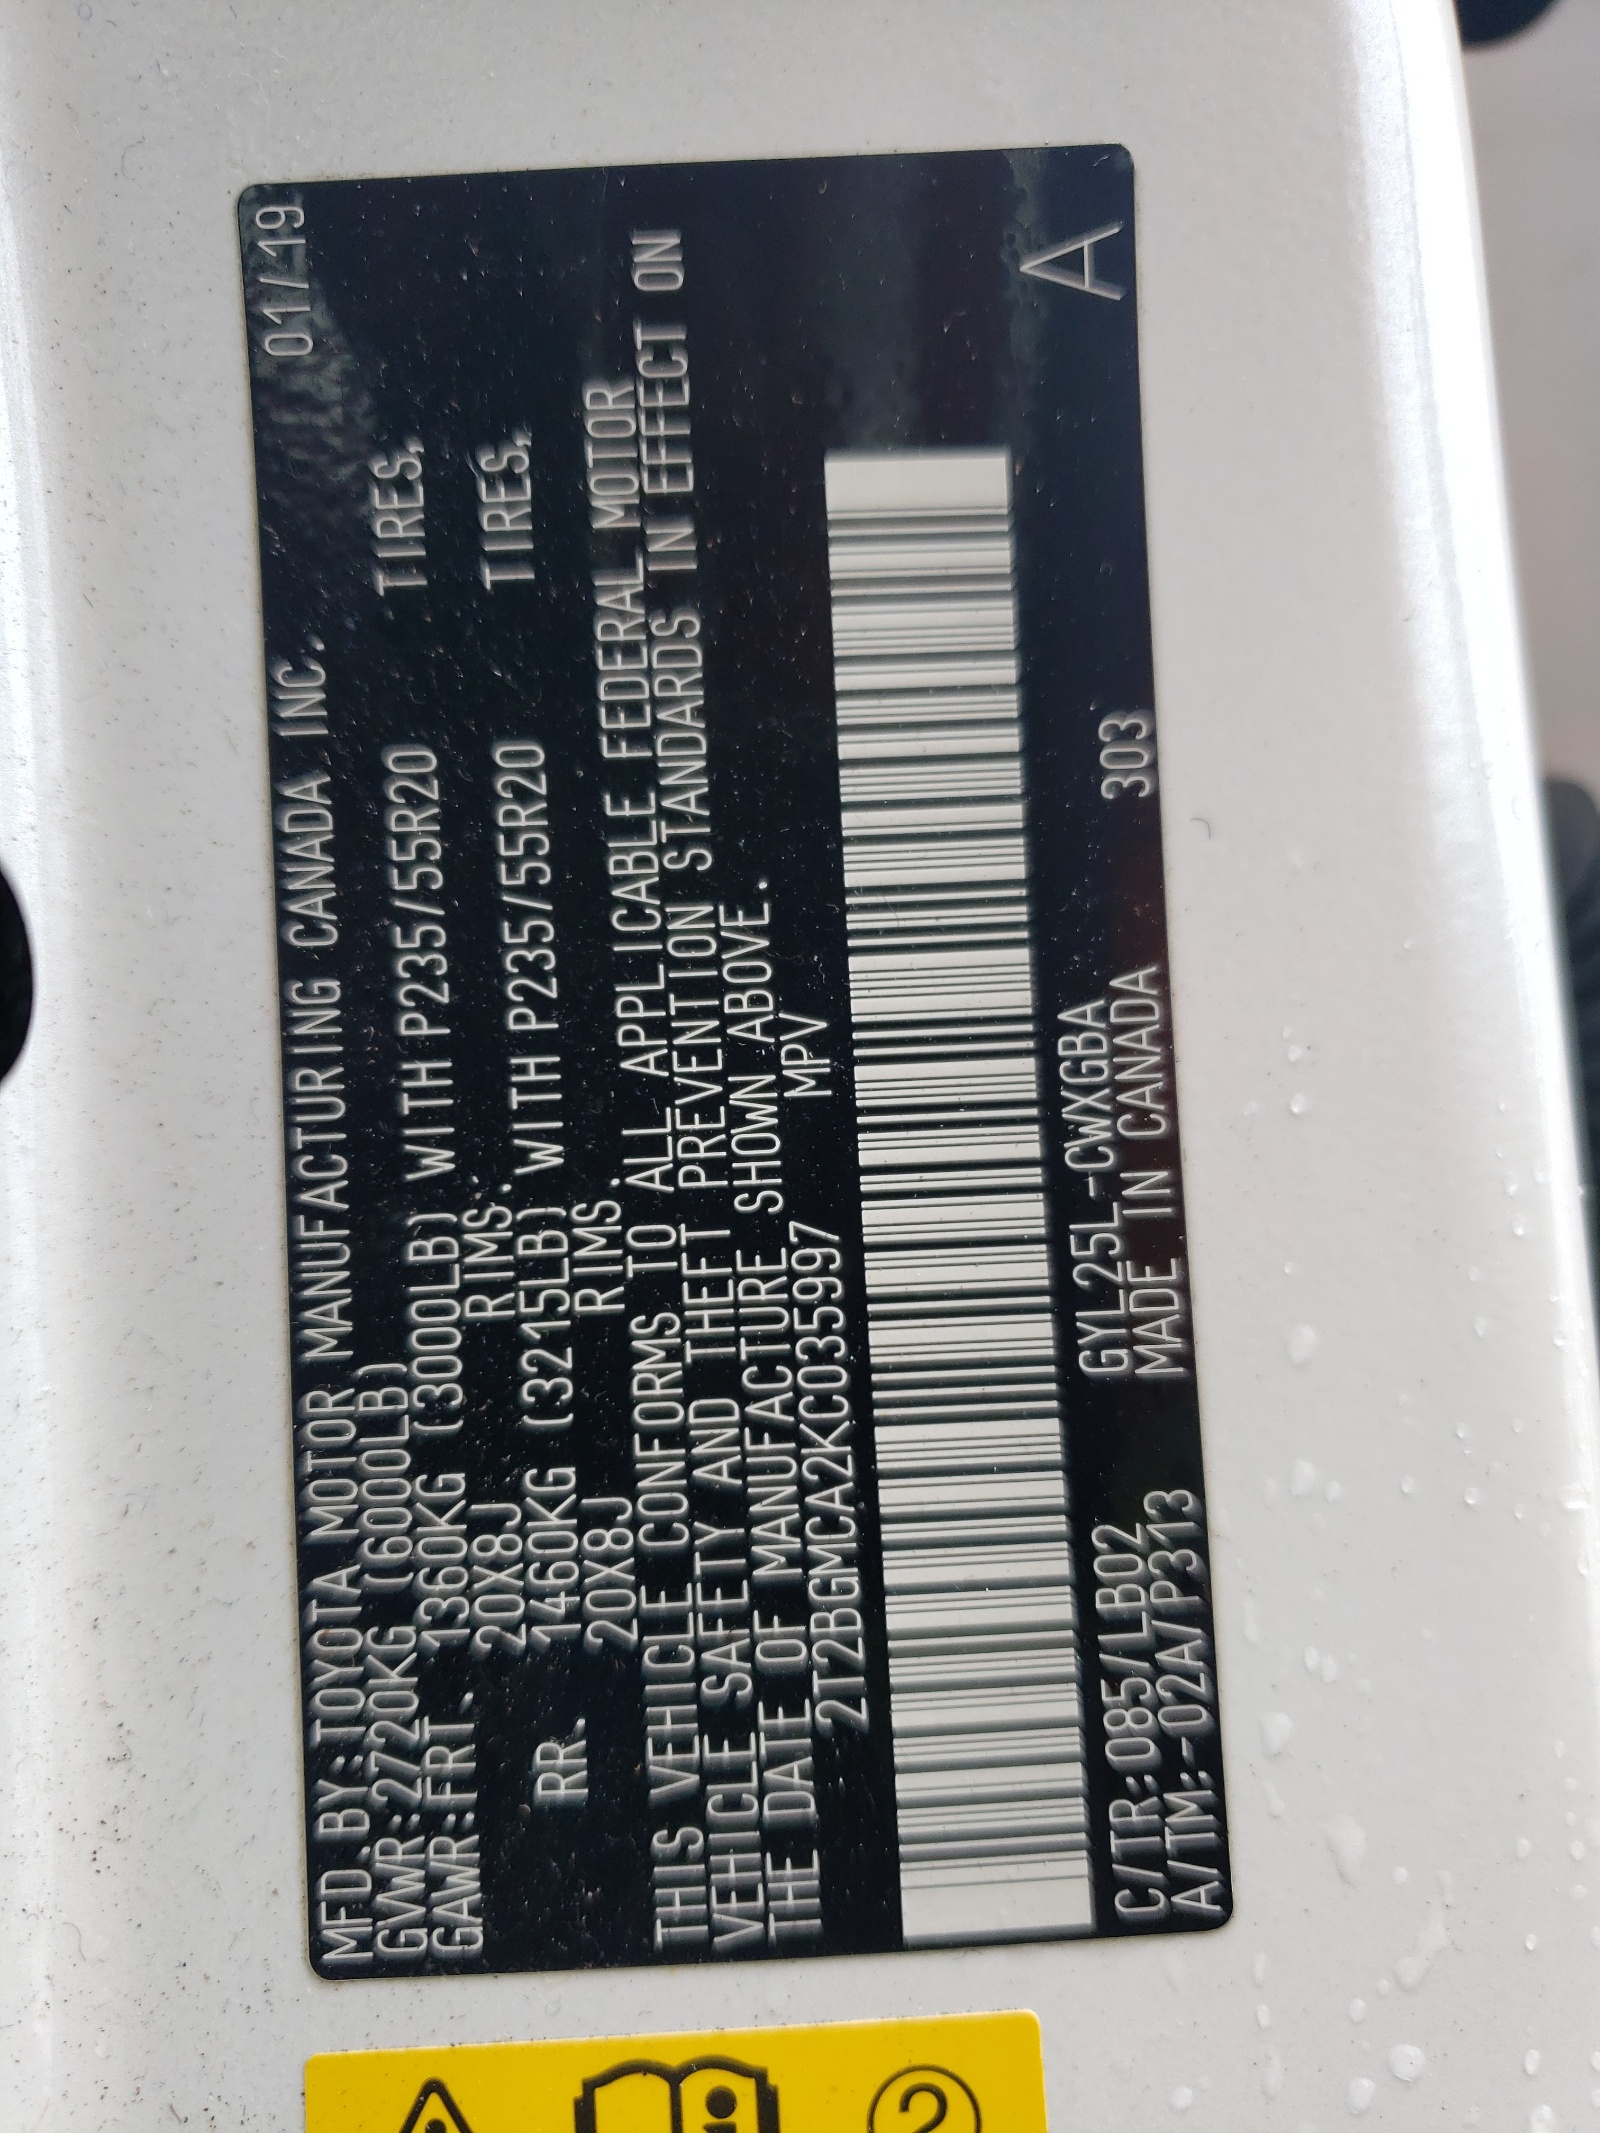 MFD.BY:TOYOTA MOTOR MANUFACTURING CANADA INC. 01/19
GVWR:2720KG (6000LB)
GAWR:FRT. 1360KG (3000LB) WITH P235/55R20 TIRES,
20X8J RIMS.
RR. 1460KG (3215LB) WITH P235/55R20 TIRES,
20X8J RIMS.
THIS VEHICLE CONFORMS TO ALL APPLICABLE FEDERAL MOTOR
VEHICLE SAFETY AND THEFT PREVENTION STANDARDS IN EFFECT ON
THE DATE OF MANUFACTURE SHOWN ABOVE.
2T2BGMCA2KC035997 MPV
C/TR:085/LB02 GYL25L-CWXGBA 303
A/TM:-02A/P313 MADE IN CANADA A
2